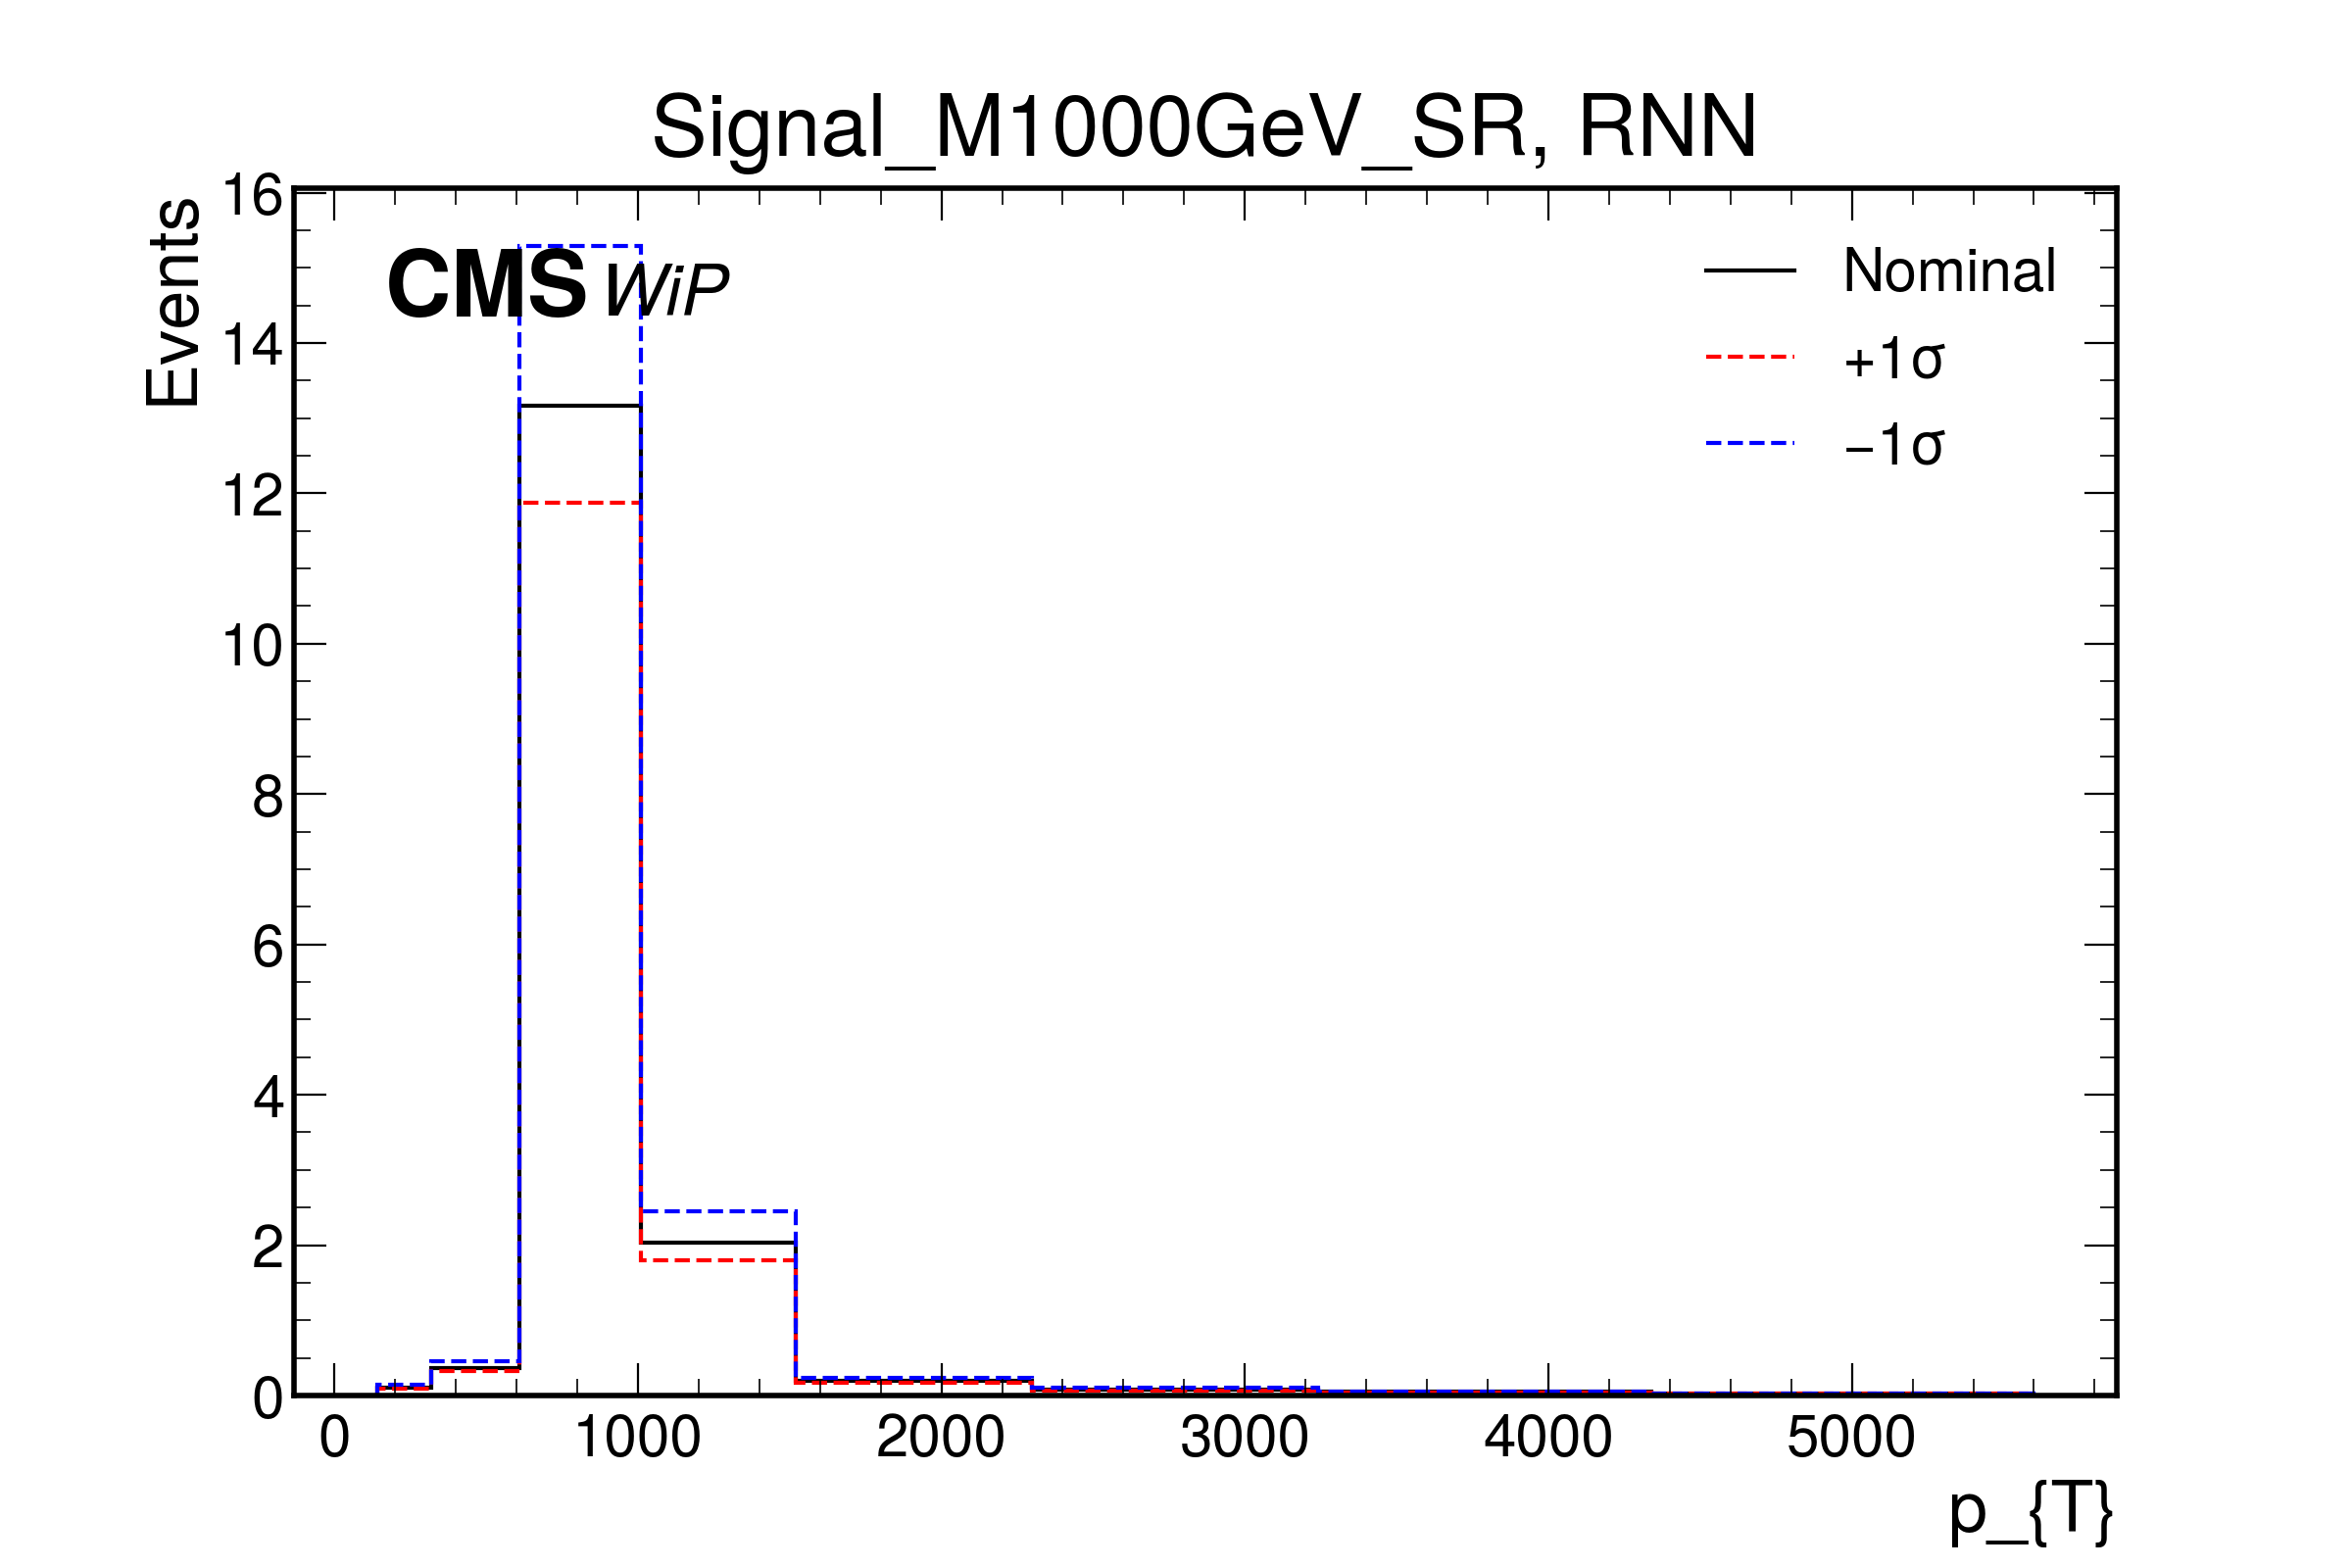 Signal_M1000GeV_SR, RNN
Events
16
14
12
10
8
6
4
2
0
CMS WiP
Nominal
+1σ
−1σ
0 1000 2000 3000 4000 5000
p_{T}